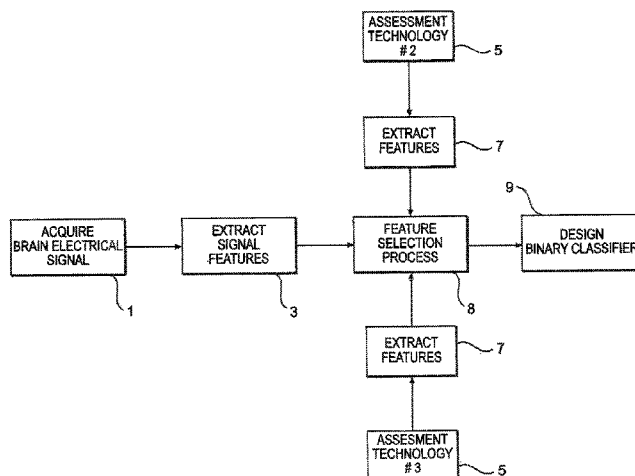 ASSESSMENT
TECHNOLOGY
#2
5
EXTRACT
FEATURES
7
9
ACQUIRE
BRAIN ELECTRICAL
SIGNAL
EXTRACT
SIGNAL
FEATURES
FEATURE
SELECTION
PROCESS
DESIGN
BINARY CLASSIFIER
1
3
8
EXTRACT FEATURES
7
ASSESMENT
TECHNOLOGY
#3
5